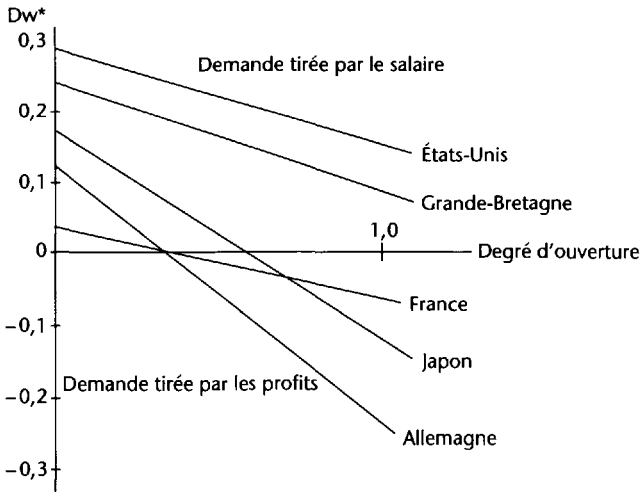 Dw*
0,3
Demande tirée par le salaire
0,2
États-Unis
0,1
Grande-Bretagne
1,0
0
Degré d'ouverture
France
−0,1
Japon
Demande tirée par les profits
−0,2
Allemagne
−0,3